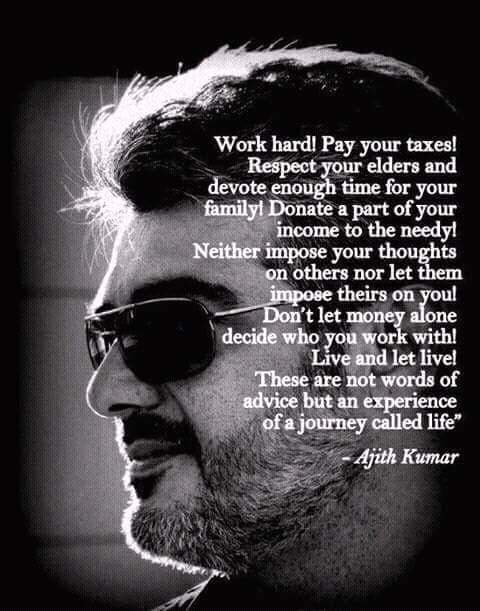 Work hard! Pay your taxes!
Respect your elders and
devote enough time for your
family! Donate a part of your
income to the needy!
Neither impose your thoughts
on others nor let them
impose theirs on you!
Don't let money alone
decide who you work with!
Live and let live!
These are not words of
advice but an experience
of a journey called life”
- Ajith Kumar